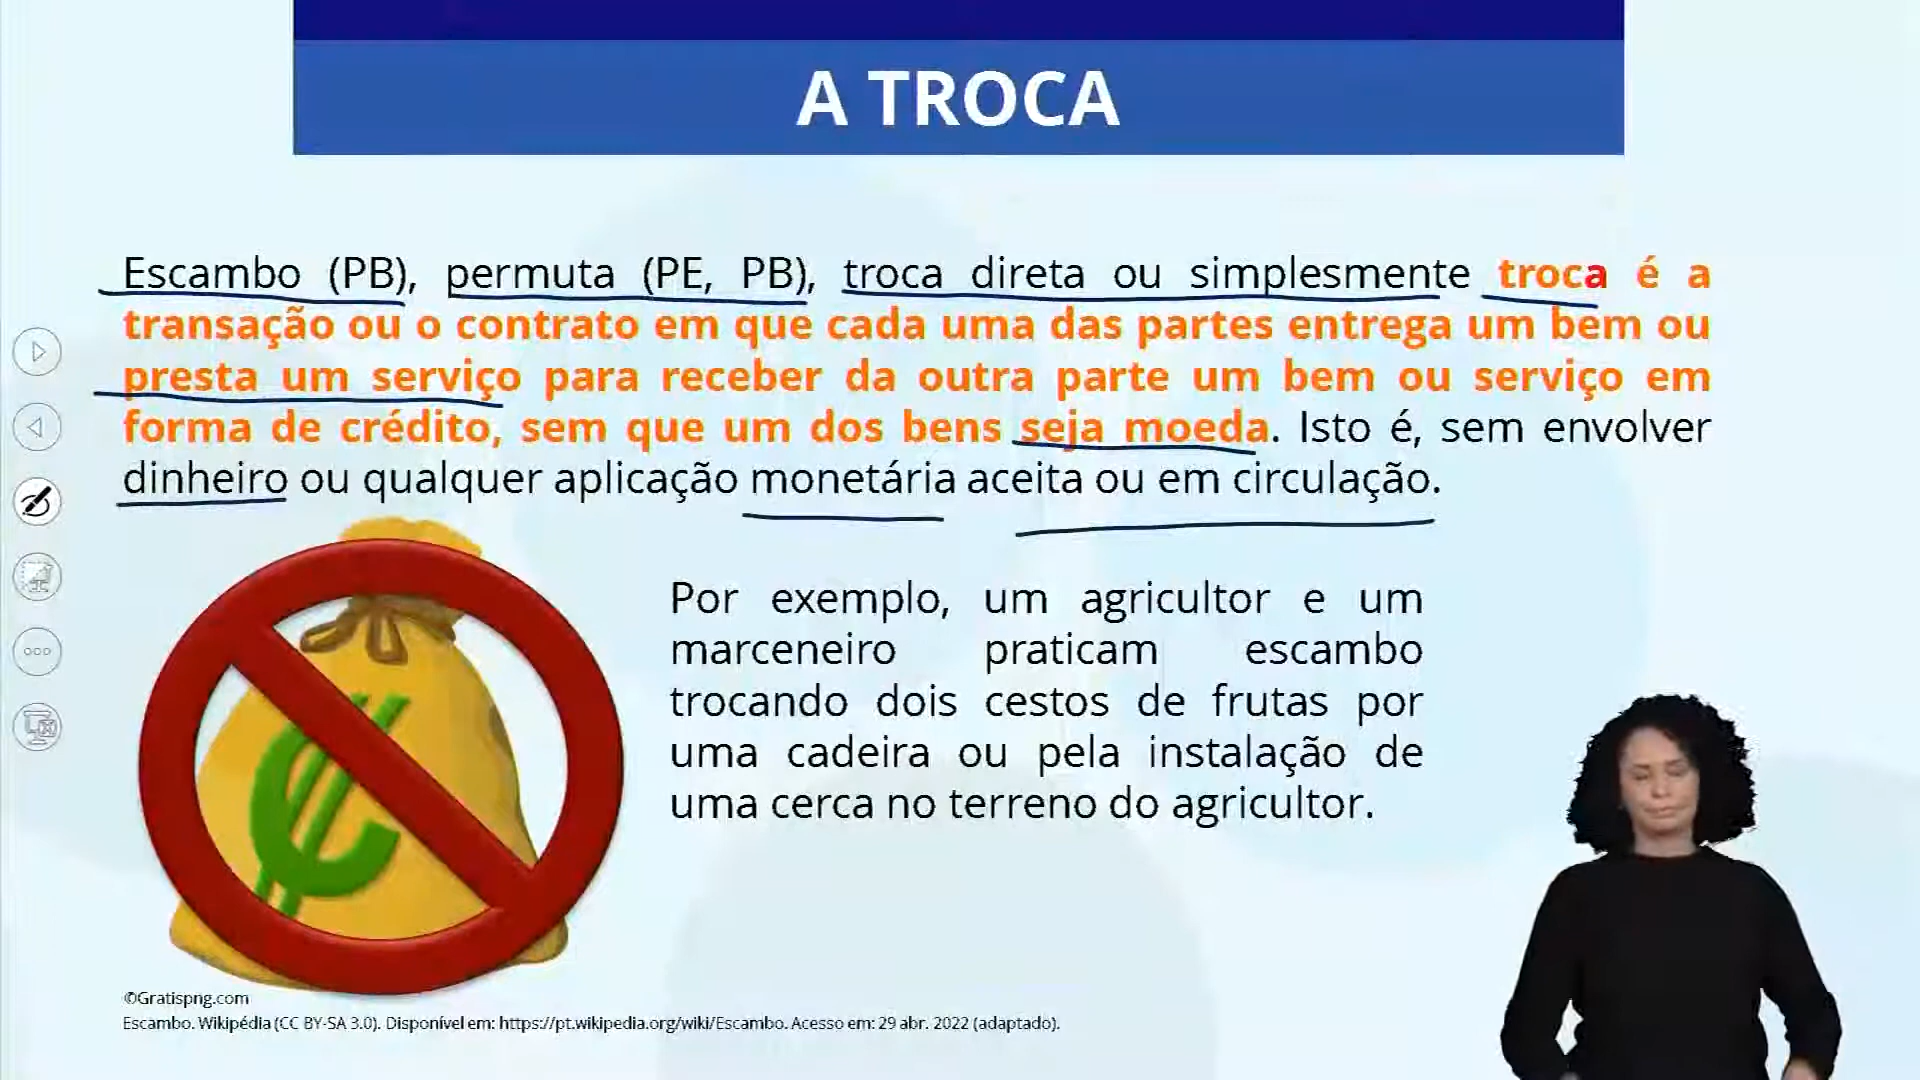 A TROCA
Escambo (PB), permuta (PE, PB), troca direta ou simplesmente troca é a
transação ou o contrato em que cada uma das partes entrega um bem ou
presta um serviço para receber da outra parte um bem ou serviço em
forma de crédito, sem que um dos bens seja moeda. Isto é, sem envolver
dinheiro ou qualquer aplicação monetária aceita ou em circulação.
Por exemplo, um agricultor e um
marceneiro praticam escambo
trocando dois cestos de frutas por
uma cadeira ou pela instalação de
uma cerca no terreno do agricultor.
©Gratispng.com
Escambo. Wikipédia (CC BY-SA 3.0). Disponível em: https://pt.wikipedia.org/wiki/Escambo. Acesso em: 29 abr. 2022 (adaptado).